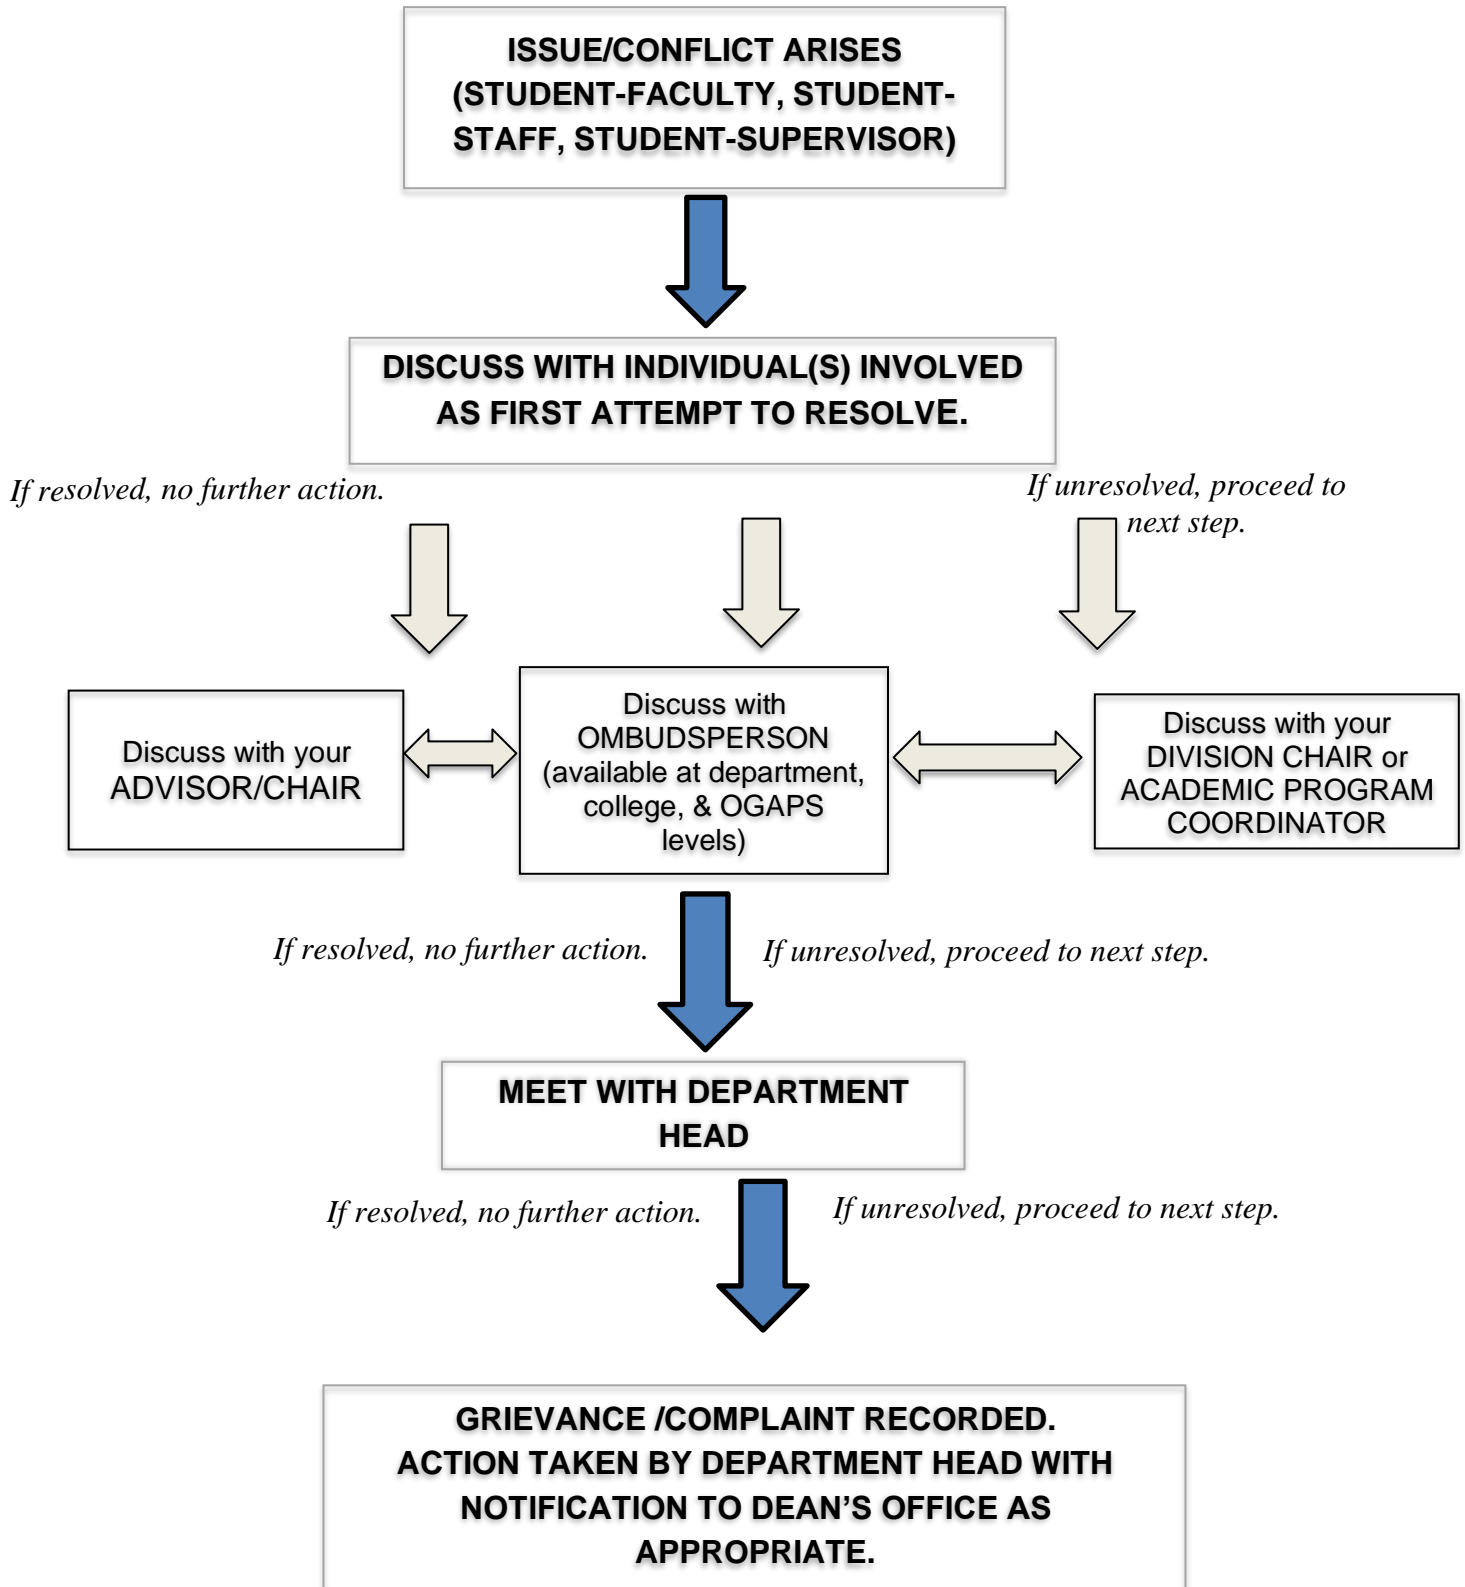 ISSUE/CONFLICT ARISES
(STUDENT-FACULTY, STUDENT-
STAFF, STUDENT-SUPERVISOR)
DISCUSS WITH INDIVIDUAL(S) INVOLVED
AS FIRST ATTEMPT TO RESOLVE.
If resolved, no further action.
If unresolved, proceed to
next step.
Discuss with your
ADVISOR/CHAIR
Discuss with
OMBUDSPERSON
(available at department,
college, & OGAPS
levels)
Discuss with your
DIVISION CHAIR or
ACADEMIC PROGRAM
COORDINATOR
If resolved, no further action.
If unresolved, proceed to next step.
MEET WITH DEPARTMENT
HEAD
If resolved, no further action.
If unresolved, proceed to next step.
GRIEVANCE /COMPLAINT RECORDED.
ACTION TAKEN BY DEPARTMENT HEAD WITH
NOTIFICATION TO DEAN’S OFFICE AS
APPROPRIATE.